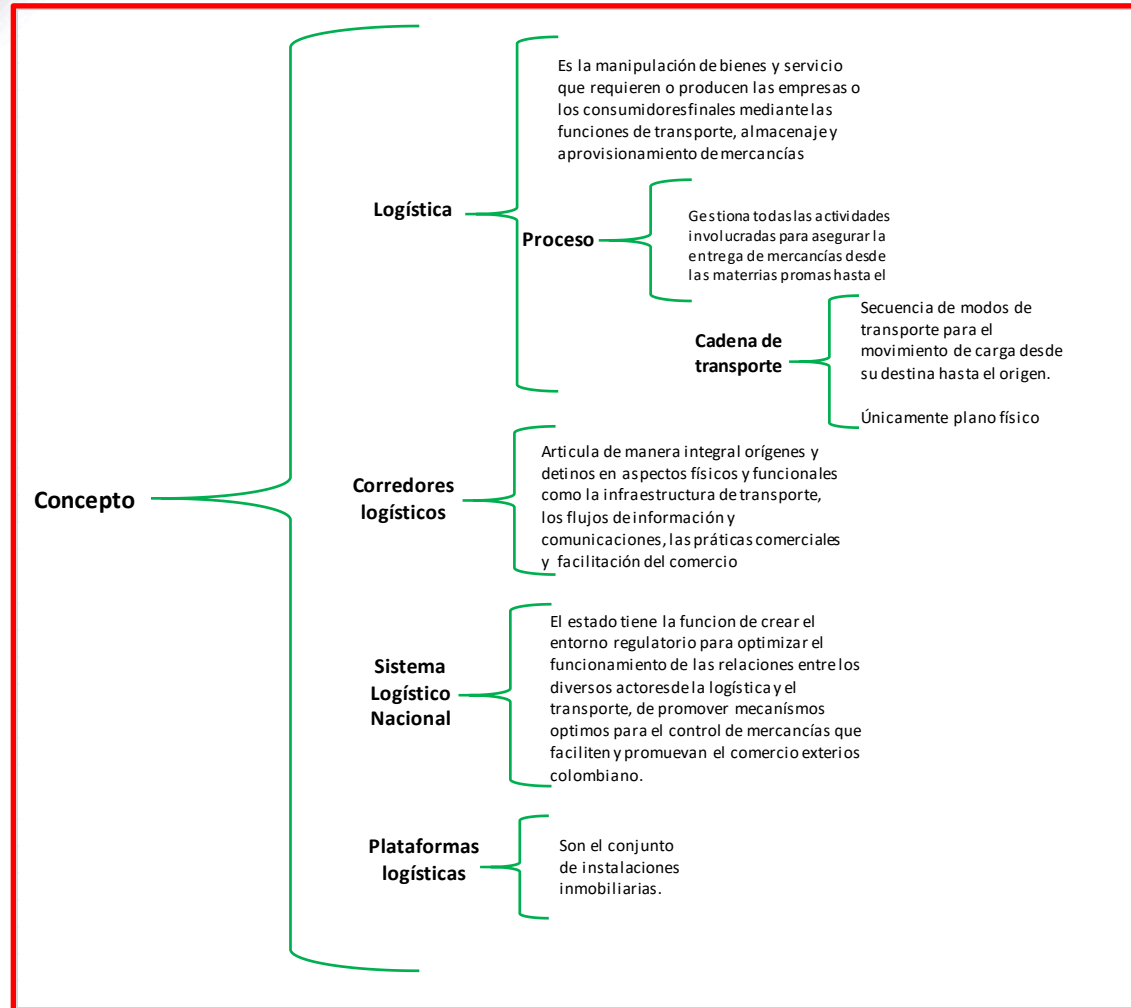 Concepto
Logística
Es la manipulación de bienes y servicio
que requieren o producen las empresas o
los consumidoresfinales mediante las
funciones de transporte, almacenaje y
aprovisionamiento de mercancías
Proceso
Gestiona todas las actividades
involucradas para asegurar la
entrega de mercancías desde
las materrias promas hasta el
Cadena de
transporte
Secuencia de modos de
transporte para el
movimiento de carga desde
su destina hasta el origen.
Únicamente plano físico
Corredores
logísticos
Articula de manera integral orígenes y
detinos en aspectos físicos y funcionales
como la infraestructura de transporte,
los flujos de información y
comunicaciones, las práticas comerciales
y facilitación del comercio
Sistema
Logístico
Nacional
El estado tiene la funcion de crear el
entorno regulatorio para optimizar el
funcionamiento de las relaciones entre los
diversos actores de la logística y el
transporte, de promover mecanísmos
optimos para el control de mercancías que
faciliten y promuevan el comercio exterios
colombiano.
Plataformas
logísticas
Son el conjunto
de instalaciones
inmobiliarias.